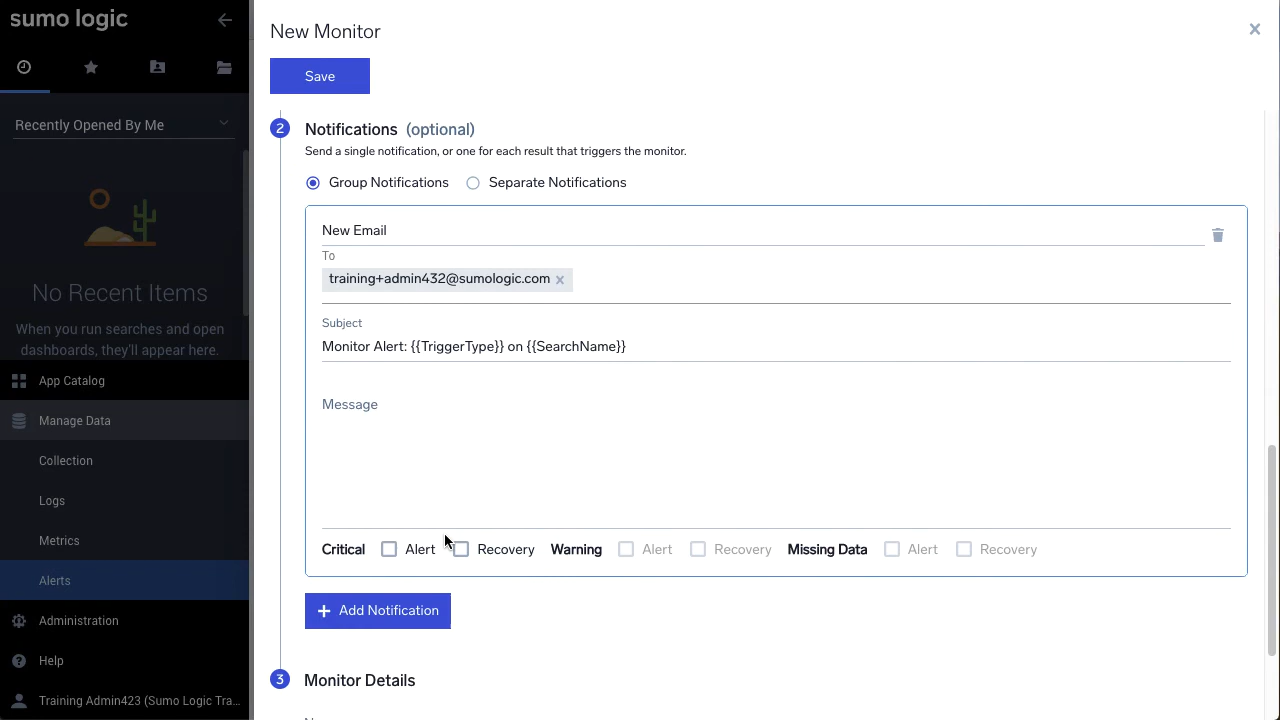 sumo logic
Recently Opened By Me
No Recent Items
When you run searches and open
dashboards, they'll appear here.
App Catalog
Manage Data
Collection
Logs
Metrics
Alerts
Administration
Help
Training Admin423 (Sumo Logic Tra...
New Monitor
Save
2 Notifications (optional)
Send a single notification, or one for each result that triggers the monitor.
Group Notifications Separate Notifications
New Email
To
training+admin432@sumologic.com
Subject
Monitor Alert: {{TriggerType}} on {{SearchName}}
Message
Critical Alert Recovery Warning Alert Recovery Missing Data Alert Recovery
+ Add Notification
3 Monitor Details